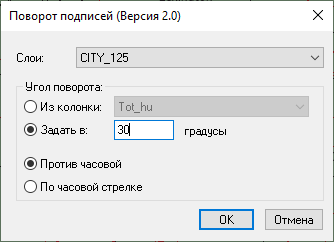 Поворот подписей (Версия 2.0)
Слои: CITY_125
Угол поворота:
Из колонки: Tot_hu
Задать в: 30 градусы
Против часовой
По часовой стрелке
OK Отмена